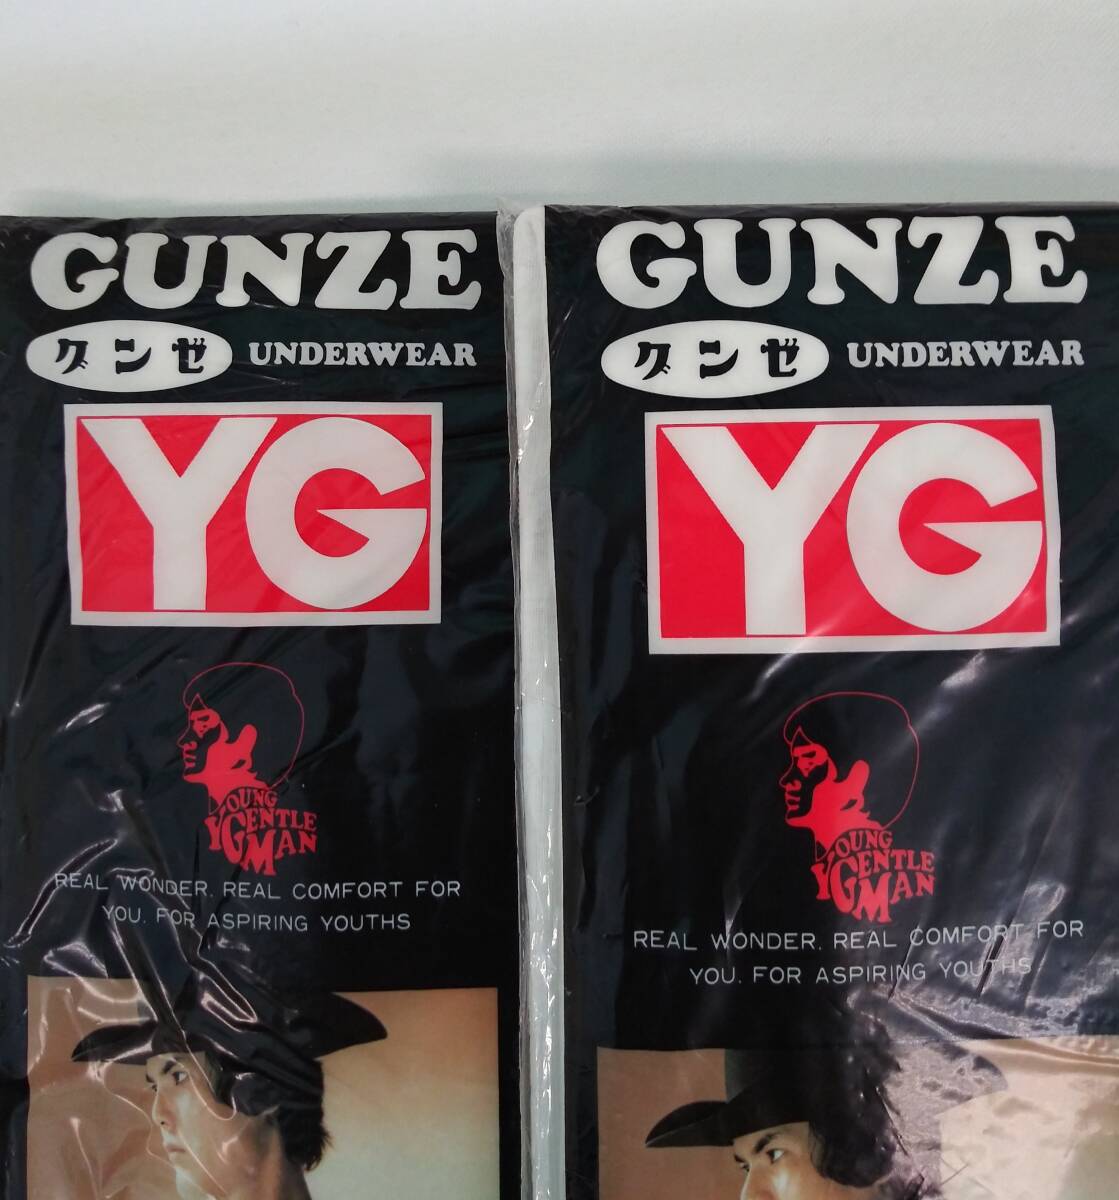 GUNZE
グンゼ UNDERWEAR
YG
YOUNG
GENTLE
MAN
REAL WONDER. REAL COMFORT FOR
YOU. FOR ASPIRING YOUTHS
GUNZE
グンゼ UNDERWEAR
YG
YOUNG
GENTLE
MAN
REAL WONDER. REAL COMFORT FOR
YOU. FOR ASPIRING YOUTHS